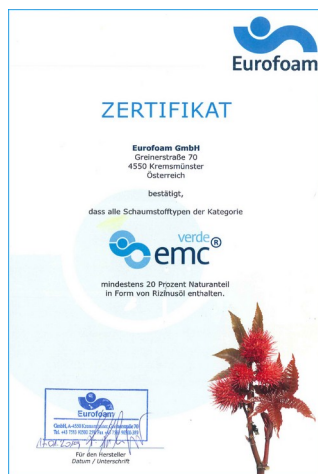 Eurofoam
ZERTIFIKAT
Eurofoam GmbH
Greinerstraße 70
4550 Kremsmünster
Österreich
bestätigt,
dass alle Schaumstofftypen der Kategorie
verde
emc®
mindestens 20 Prozent Naturanteil
in Form von Rizinusöl enthalten.
Eurofoam
Für den Hersteller
Datum / Unterschrift